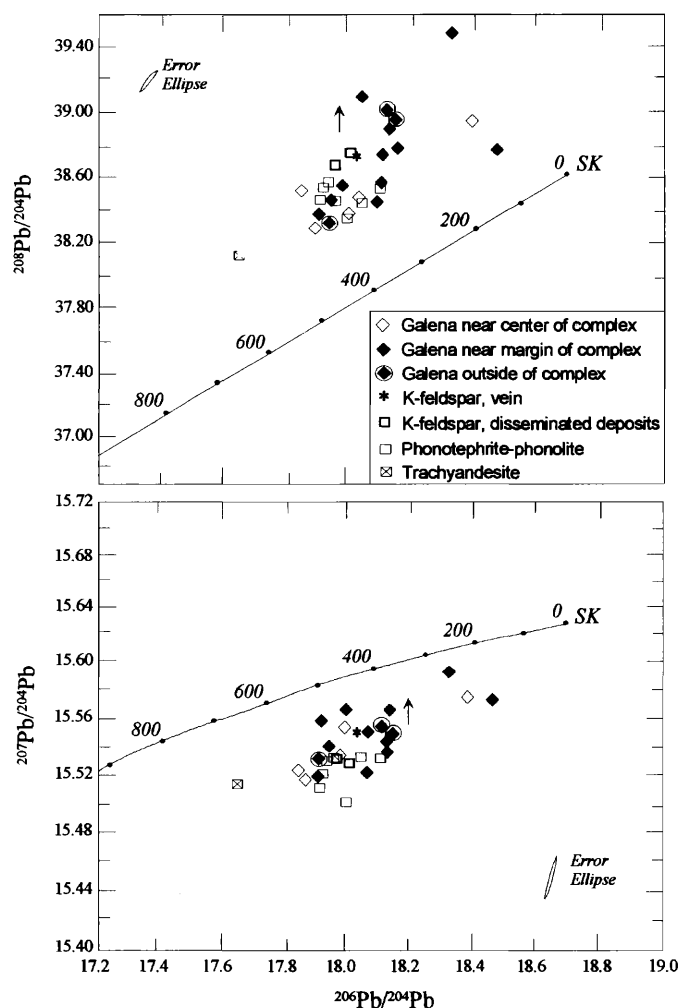 39.40
39.00
38.60
38.20
37.80
37.40
37.00
208Pb/204Pb
Error
Ellipse
0 SK
200
400
600
800
Galena near center of complex
Galena near margin of complex
Galena outside of complex
K-feldspar, vein
K-feldspar, disseminated deposits
Phonotephrite-phonolite
Trachyandesite
15.72
15.68
15.64
15.60
15.56
15.52
15.48
15.44
15.40
207Pb/204Pb
0 SK
200
400
600
800
Error
Ellipse
17.2 17.4 17.6 17.8 18.0 18.2 18.4 18.6 18.8 19.0
206Pb/204Pb